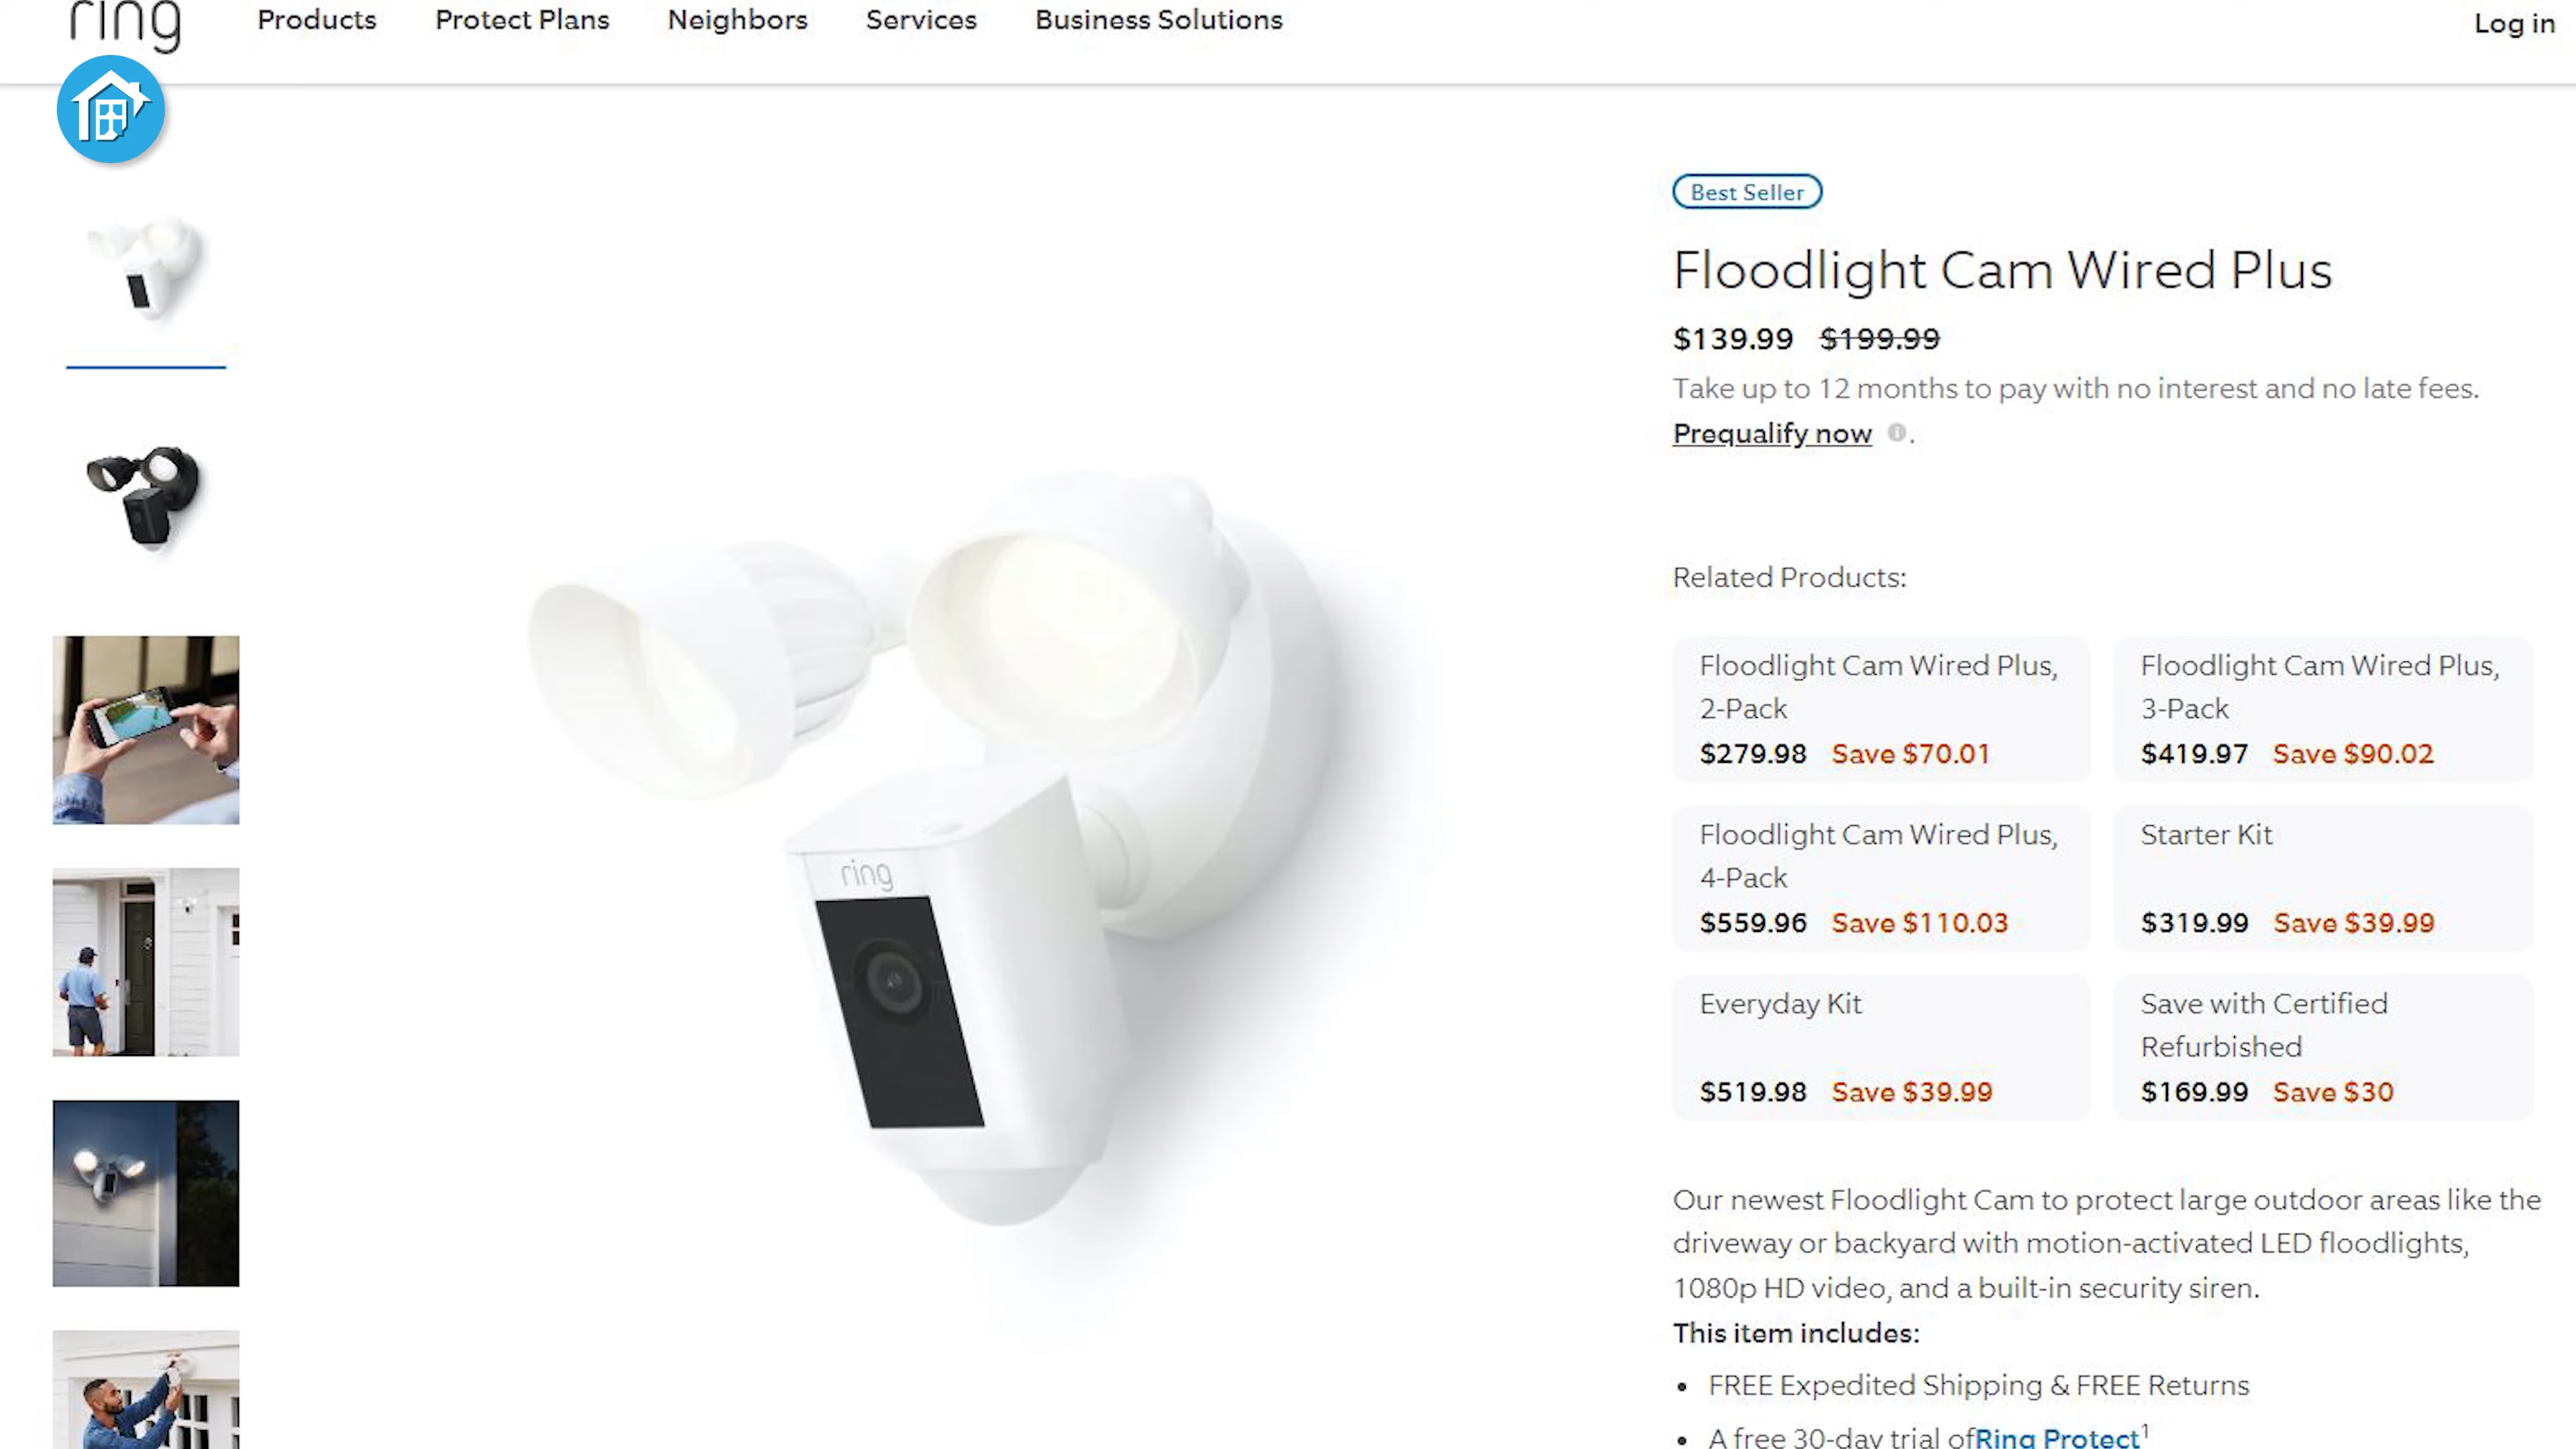 ring
Products
Protect Plans
Neighbors
Services
Business Solutions
Log in
Best Seller
Floodlight Cam Wired Plus
$139.99 $199.99
Take up to 12 months to pay with no interest and no late fees.
Prequalify now .
Related Products:
Floodlight Cam Wired Plus,
2-Pack
$279.98 Save $70.01
Floodlight Cam Wired Plus,
3-Pack
$419.97 Save $90.02
Floodlight Cam Wired Plus,
4-Pack
$559.96 Save $110.03
Starter Kit
$319.99 Save $39.99
Everyday Kit
$519.98 Save $39.99
Save with Certified
Refurbished
$169.99 Save $30
ring
Our newest Floodlight Cam to protect large outdoor areas like the
driveway or backyard with motion-activated LED floodlights,
1080p HD video, and a built-in security siren.
This item includes:
• FREE Expedited Shipping & FREE Returns
• A free 30-day trial ofRing Protect¹